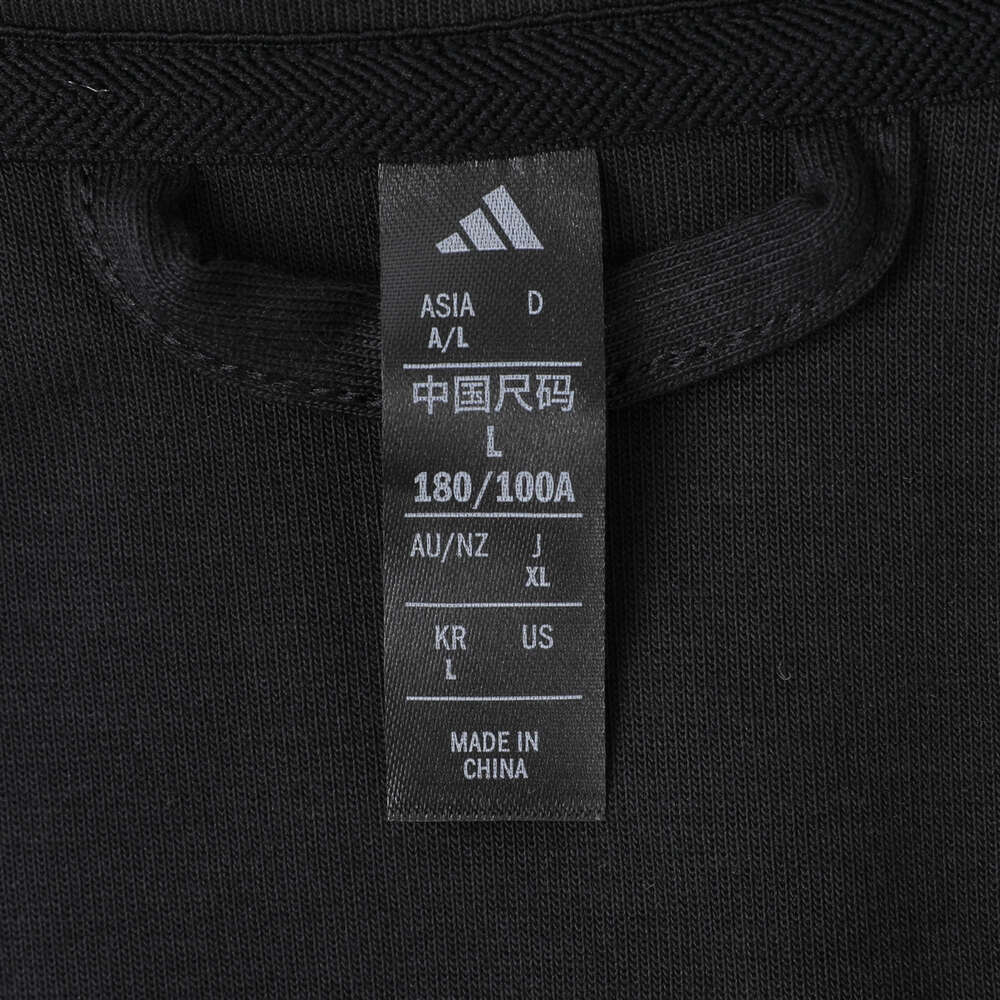 ASIA D
A/L
中国尺码
L
180/100A
AU/NZ J
XL
KR US
L
MADE IN
CHINA